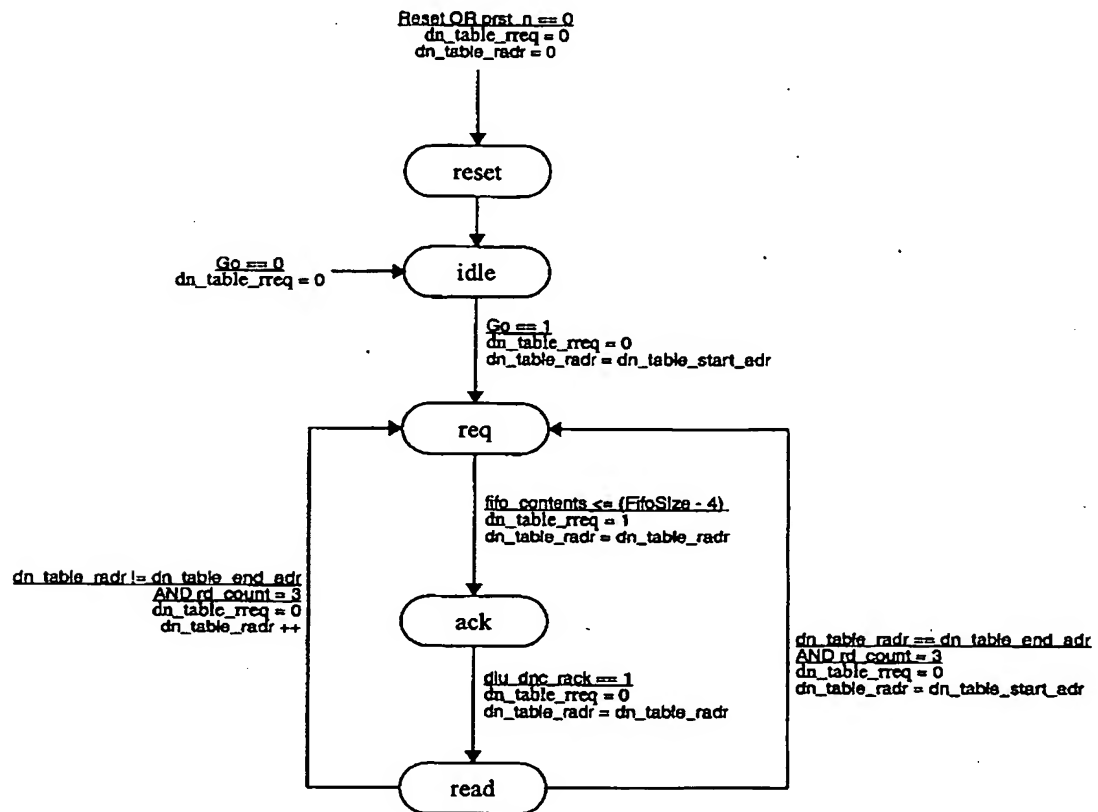 Reset OR prst_n == 0
dn_table_rreq = 0
dn_table_radr = 0
reset
Go == 0
dn_table_rreq = 0
idle
Go == 1
dn_table_rreq = 0
dn_table_radr = dn_table_start_adr
req
fifo_contents <= (FifoSize - 4)
dn_table_rreq = 1
dn_table_radr = dn_table_radr
dn_table_radr != dn_table_end_adr
AND rd_count = 3
dn_table_rreq = 0
dn_table_radr ++
ack
dn_table_radr == dn_table_end_adr
AND rd_count = 3
dn_table_rreq = 0
dn_table_radr = dn_table_start_adr
diu_dnc_rack == 1
dn_table_rreq = 0
dn_table_radr = dn_table_radr
read